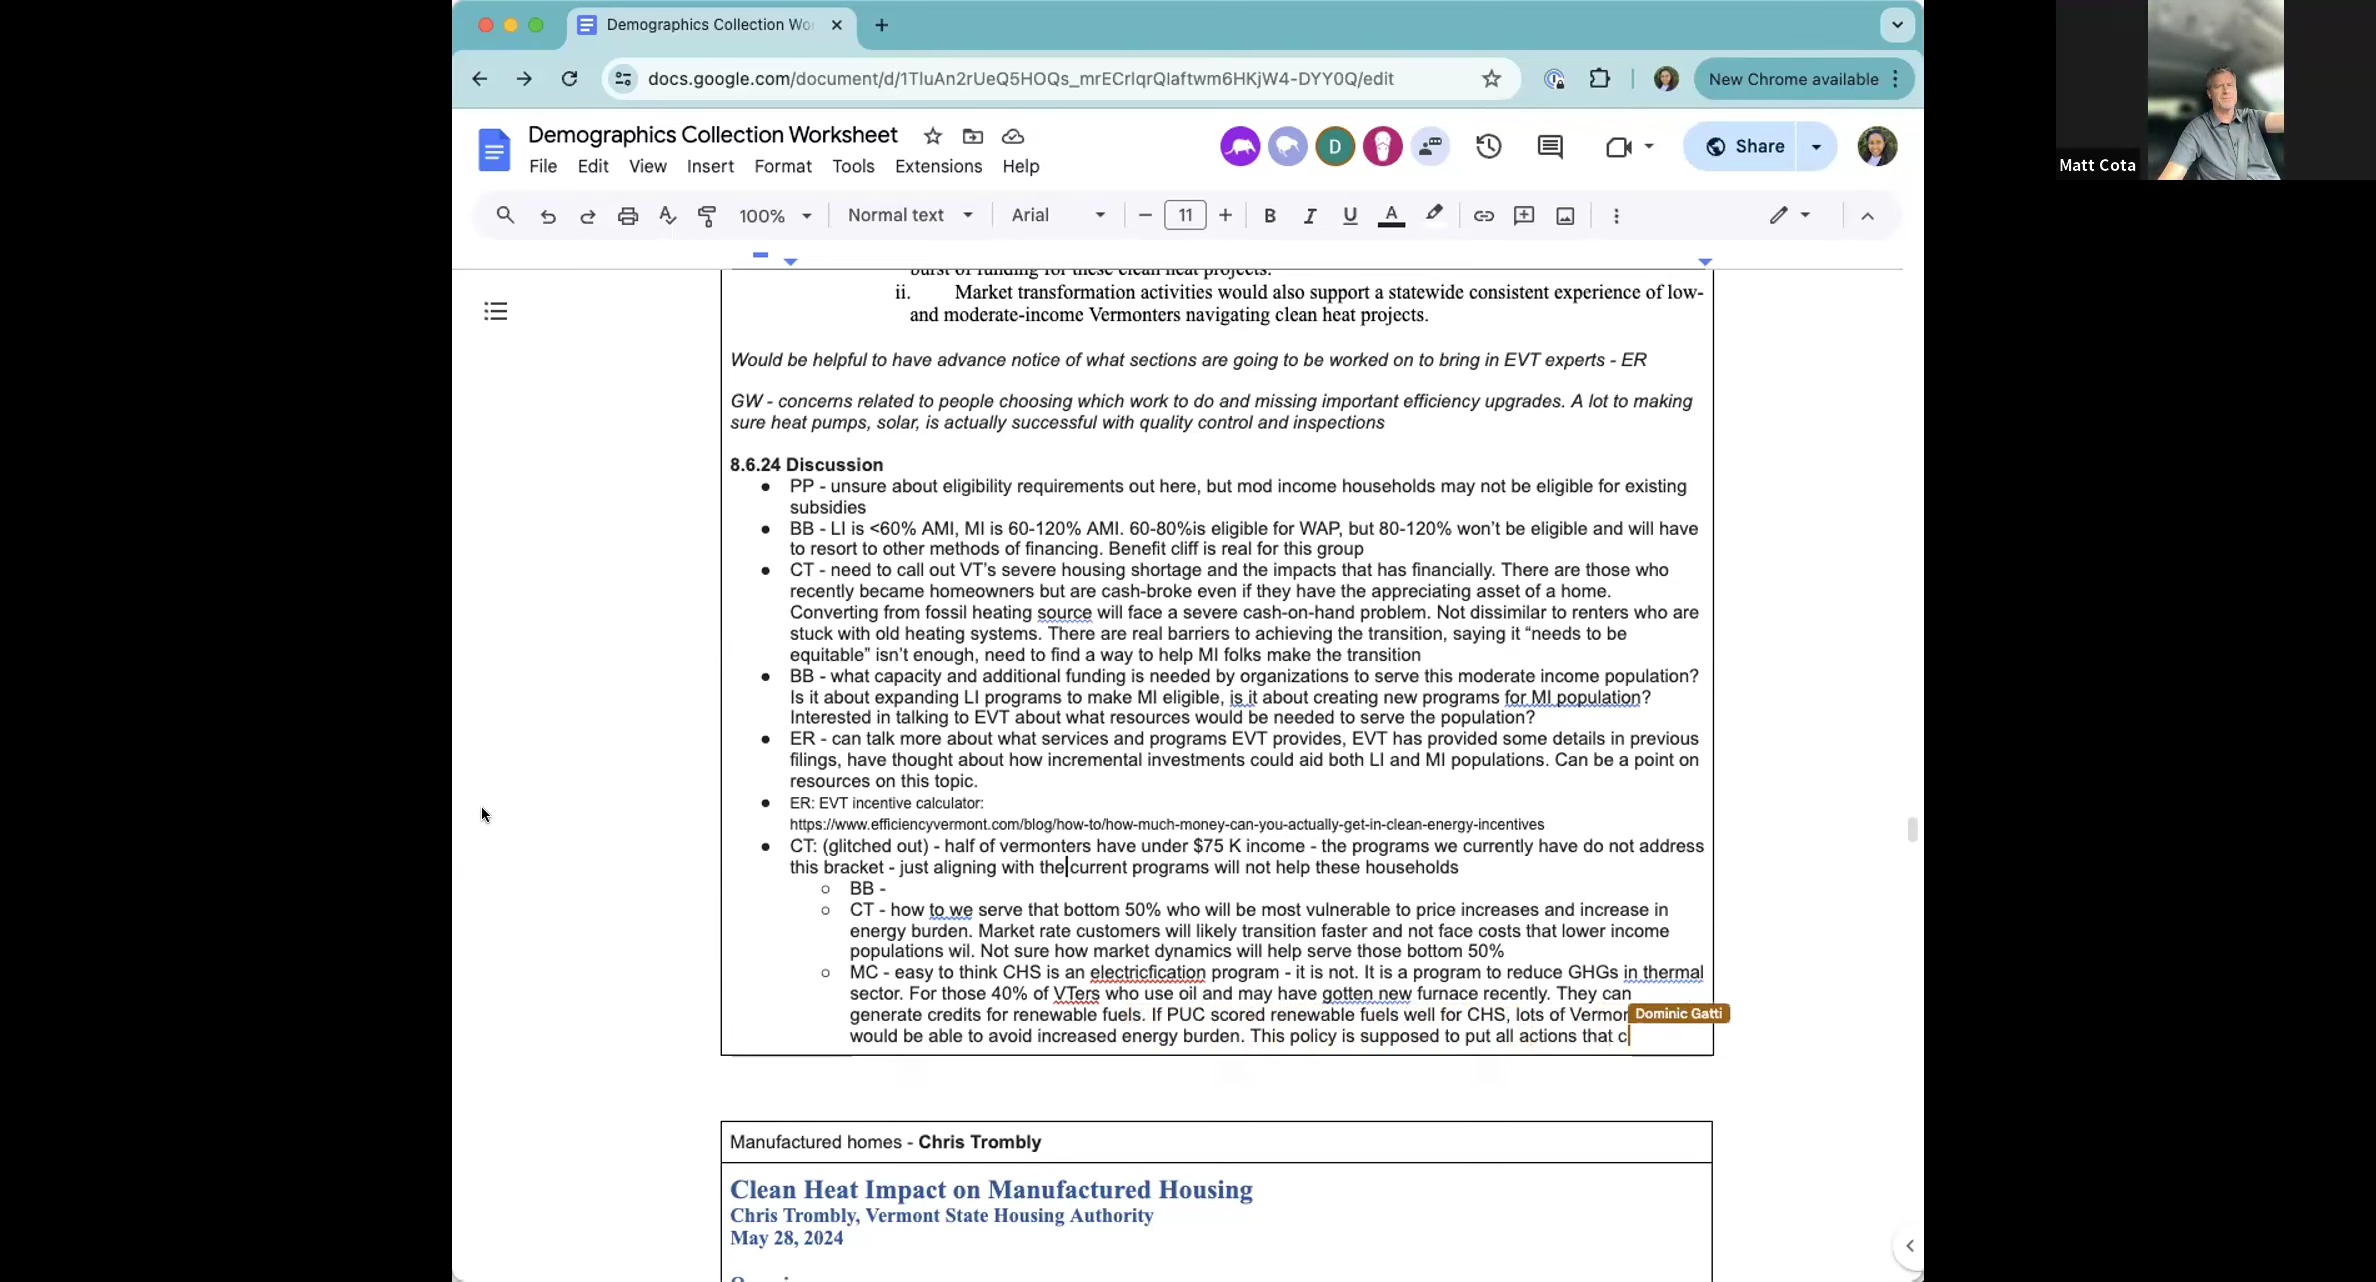 Demographics Collection Wo
docs.google.com/document/d/1TluAn2rUeQ5HOQs_mrECrlqrQlaftwm6HKjW4-DYY0Q/edit
New Chrome available
Demographics Collection Worksheet
D
Share
File Edit View Insert Format Tools Extensions Help
100% Normal text Arial 11 B I U A
Matt Cota
burst of funding for these clean heat projects.
ii. Market transformation activities would also support a statewide consistent experience of low-
and moderate-income Vermonters navigating clean heat projects.
Would be helpful to have advance notice of what sections are going to be worked on to bring in EVT experts - ER
GW - concerns related to people choosing which work to do and missing important efficiency upgrades. A lot to making
sure heat pumps, solar, is actually successful with quality control and inspections
8.6.24 Discussion
● PP - unsure about eligibility requirements out here, but mod income households may not be eligible for existing
subsidies
● BB - LI is <60% AMI, MI is 60-120% AMI. 60-80%is eligible for WAP, but 80-120% won't be eligible and will have
to resort to other methods of financing. Benefit cliff is real for this group
● CT - need to call out VT's severe housing shortage and the impacts that has financially. There are those who
recently became homeowners but are cash-broke even if they have the appreciating asset of a home.
Converting from fossil heating source will face a severe cash-on-hand problem. Not dissimilar to renters who are
stuck with old heating systems. There are real barriers to achieving the transition, saying it “needs to be
equitable” isn't enough, need to find a way to help MI folks make the transition
● BB - what capacity and additional funding is needed by organizations to serve this moderate income population?
Is it about expanding LI programs to make MI eligible, is it about creating new programs for MI population?
Interested in talking to EVT about what resources would be needed to serve the population?
● ER - can talk more about what services and programs EVT provides, EVT has provided some details in previous
filings, have thought about how incremental investments could aid both LI and MI populations. Can be a point on
resources on this topic.
● ER: EVT incentive calculator:
https://www.efficiencyvermont.com/blog/how-to/how-much-money-can-you-actually-get-in-clean-energy-incentives
● CT: (glitched out) - half of vermonters have under $75 K income - the programs we currently have do not address
this bracket - just aligning with the current programs will not help these households
○ BB -
○ CT - how to we serve that bottom 50% who will be most vulnerable to price increases and increase in
energy burden. Market rate customers will likely transition faster and not face costs that lower income
populations wil. Not sure how market dynamics will help serve those bottom 50%
○ MC - easy to think CHS is an electricfication program - it is not. It is a program to reduce GHGs in thermal
sector. For those 40% of VTers who use oil and may have gotten new furnace recently. They can
generate credits for renewable fuels. If PUC scored renewable fuels well for CHS, lots of Vermon
Dominic Gatti
would be able to avoid increased energy burden. This policy is supposed to put all actions that c
Manufactured homes - Chris Trombly
Clean Heat Impact on Manufactured Housing
Chris Trombly, Vermont State Housing Authority
May 28, 2024